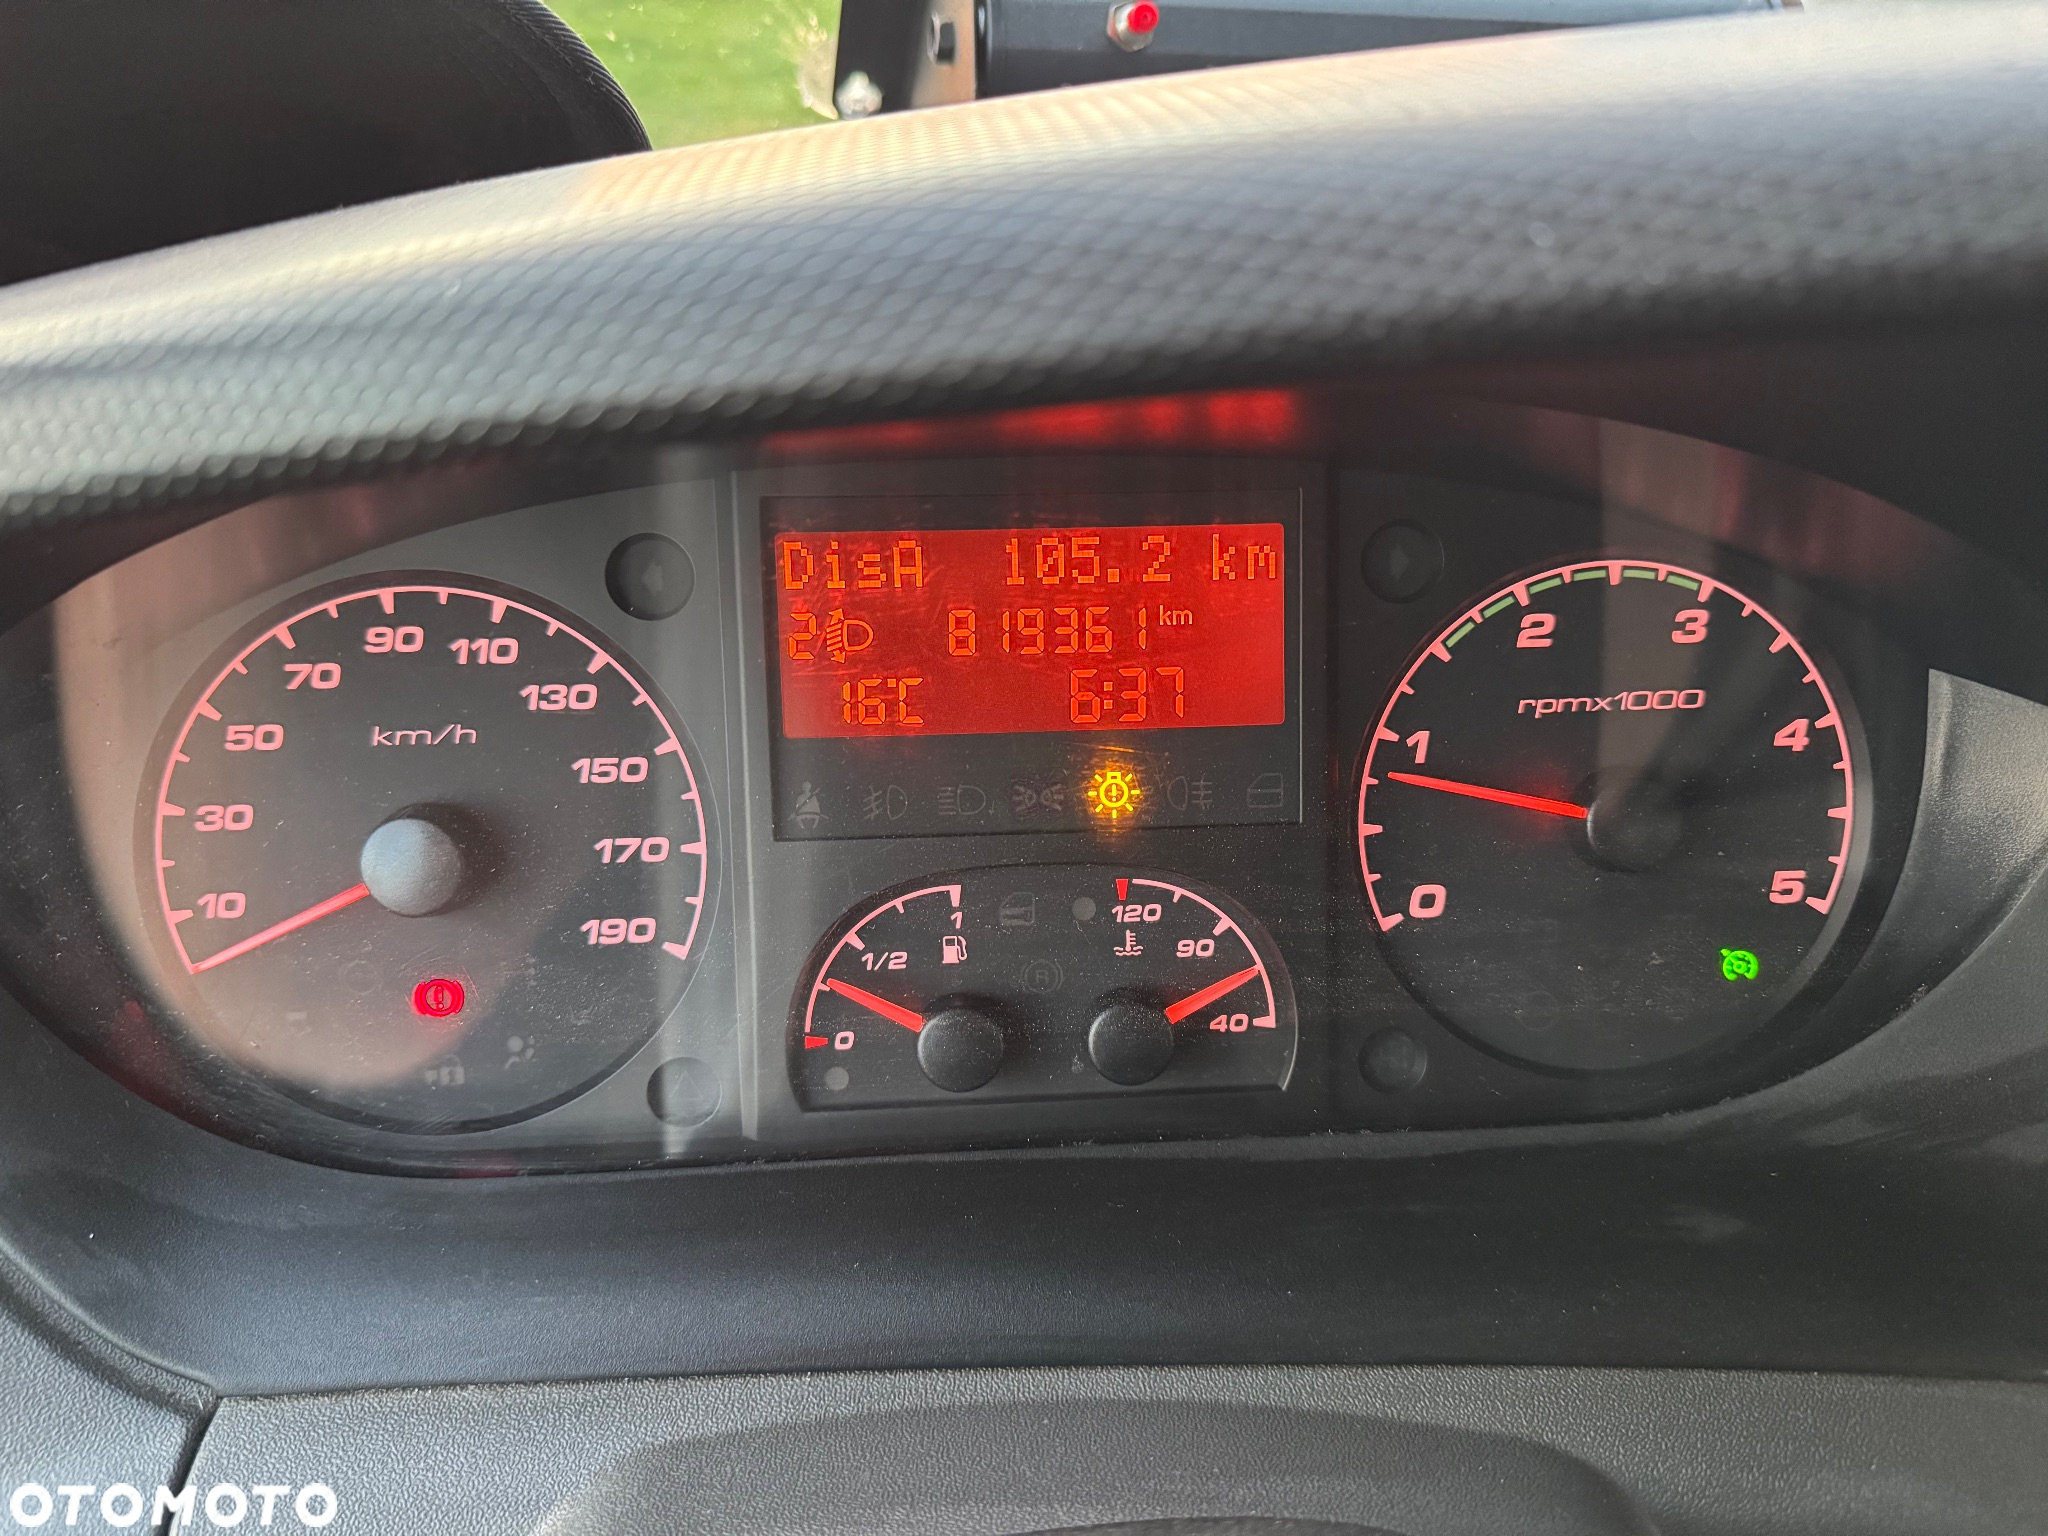 DisA 105.2 km
2 819361 km
16°C 6:37
10 30 50 70 90 110 130 150 170 190
km/h
0 1/2 1
120 90 40
0 1 2 3 4 5
rpmx1000
OTOMOTO